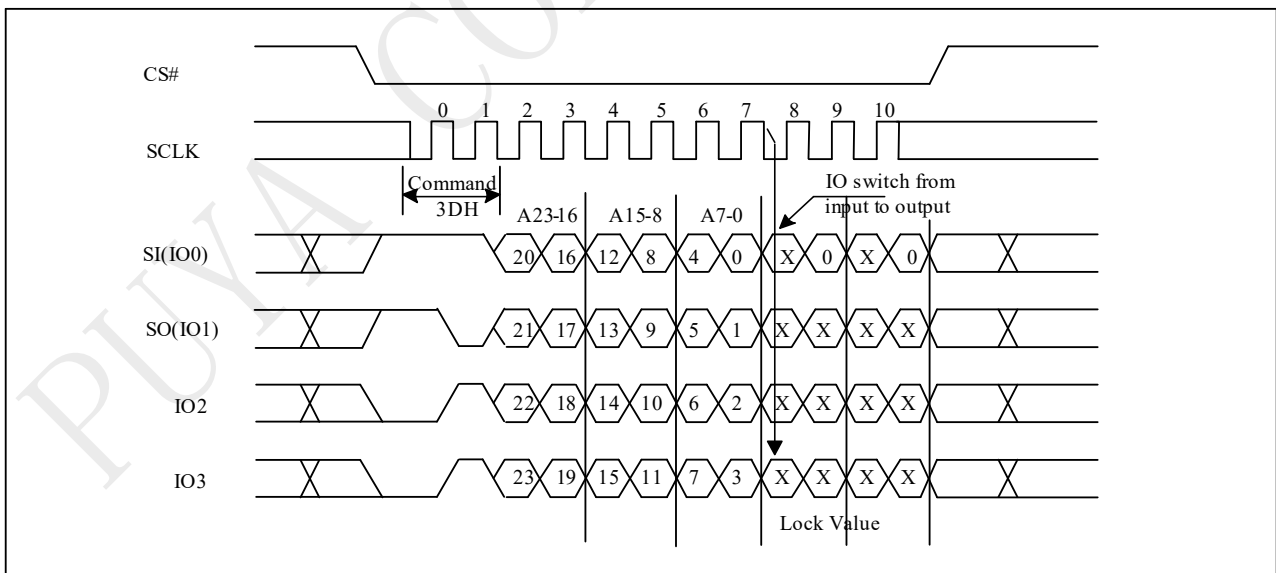 PUYA CO
CS#
0 1 2 3 4 5 6 7 8 9 10
SCLK
Command
3DH
IO switch from
input to output
A23-16 A15-8 A7-0
SI(IO0) 20 16 12 8 4 0 X 0 X 0
SO(IO1) 21 17 13 9 5 1 X X X X
IO2 22 18 14 10 6 2 X X X X
IO3 23 19 15 11 7 3 X X X X
Lock Value